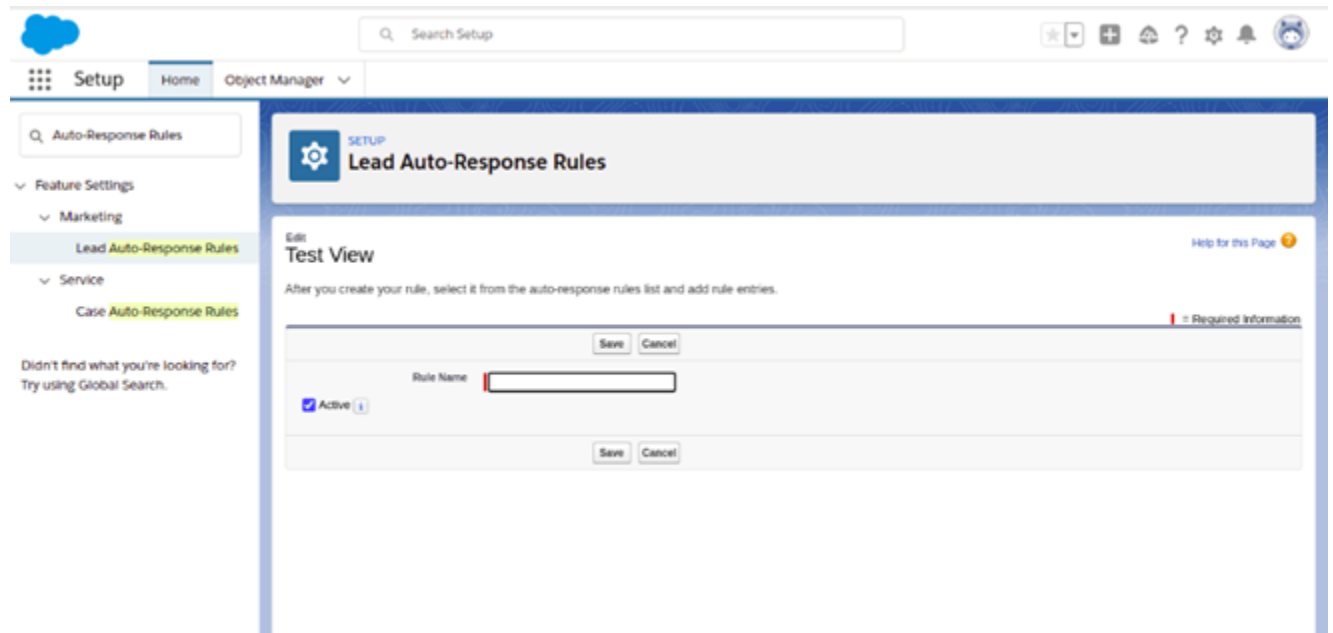 Search Setup
Setup
Home
Object Manager
Auto-Response Rules
Feature Settings
Marketing
Lead Auto-Response Rules
Service
Case Auto-Response Rules
Didn't find what you're looking for?
Try using Global Search.
SETUP
Lead Auto-Response Rules
Edit
Test View
Help for this Page
After you create your rule, select it from the auto-response rules list and add rule entries.
= Required Information
Save Cancel
Rule Name
Active i
Save Cancel